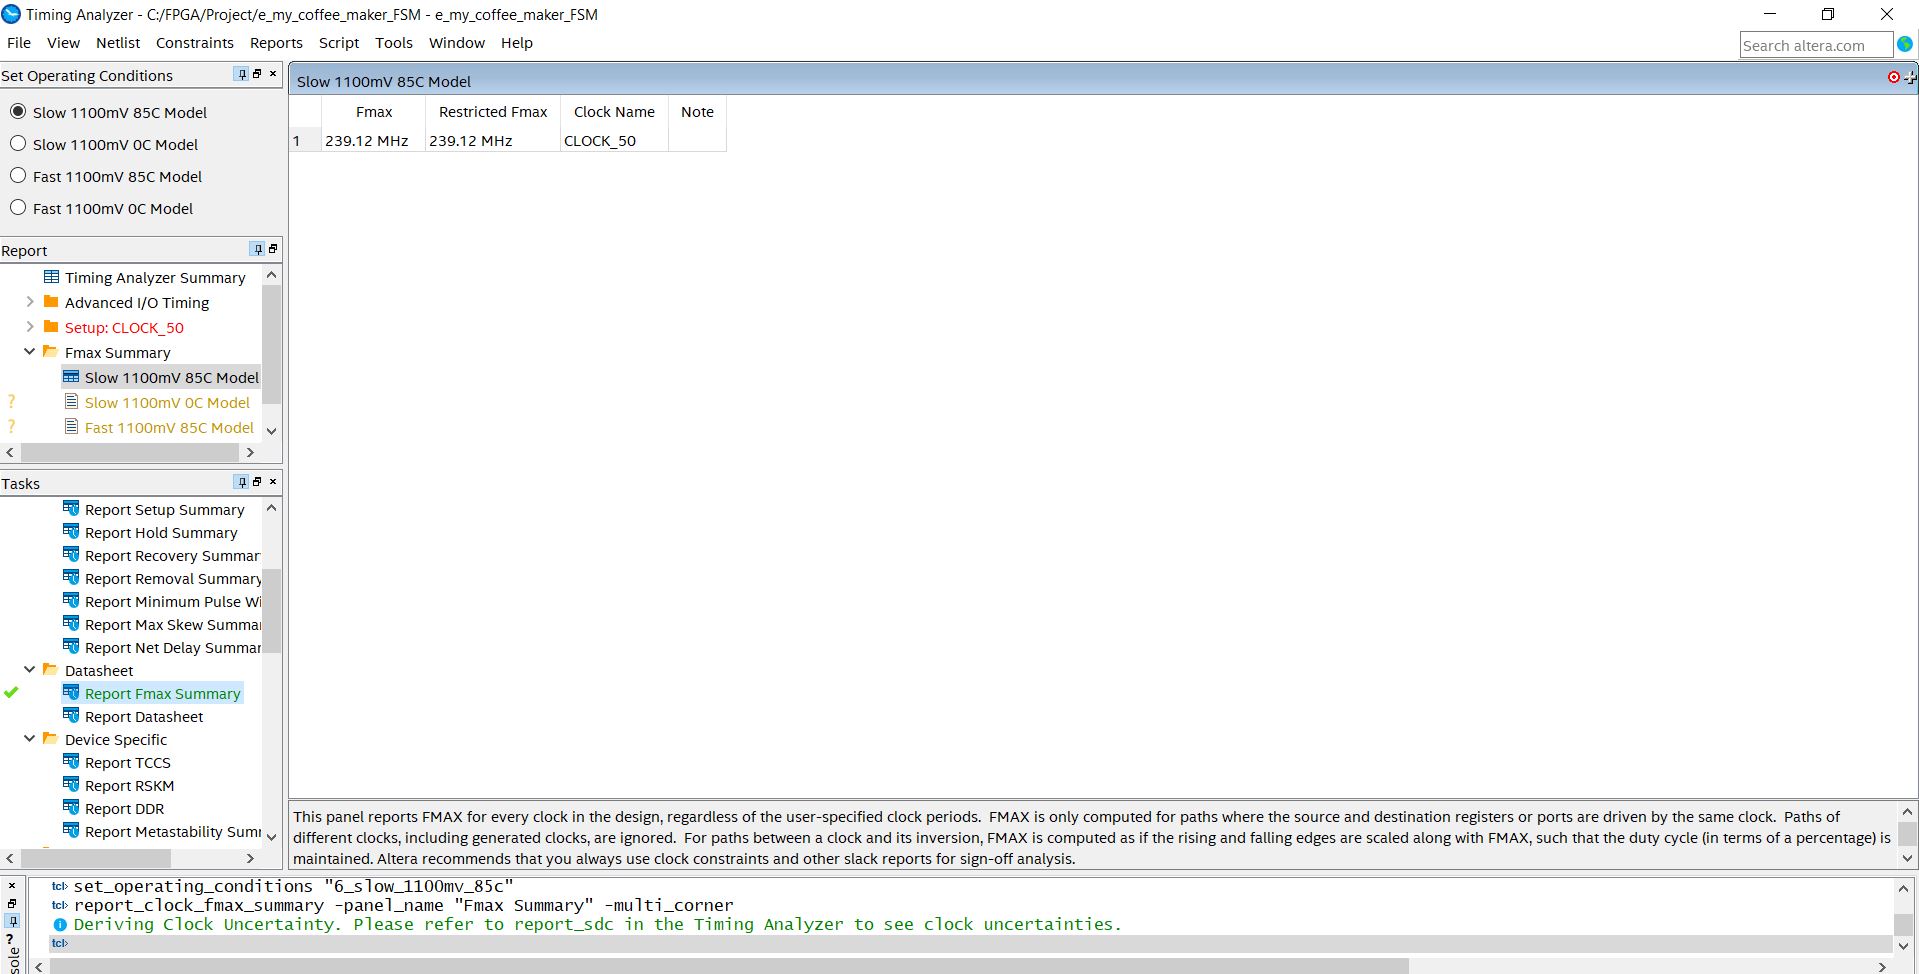 Timing Analyzer - C:/FPGA/Project/e_my_coffee_maker_FSM - e_my_coffee_maker_FSM
File View Netlist Constraints Reports Script Tools Window Help
Search altera.com
Set Operating Conditions
Slow 1100mV 85C Model
Slow 1100mV 0C Model
Fast 1100mV 85C Model
Fast 1100mV 0C Model
Report
Timing Analyzer Summary
Advanced I/O Timing
Setup: CLOCK_50
Fmax Summary
Slow 1100mV 85C Model
? Slow 1100mV 0C Model
? Fast 1100mV 85C Model
Tasks
Report Setup Summary
Report Hold Summary
Report Recovery Summar
Report Removal Summary
Report Minimum Pulse Wi
Report Max Skew Summa
Report Net Delay Summar
Datasheet
Report Fmax Summary
Report Datasheet
Device Specific
Report TCCS
Report RSKM
Report DDR
Report Metastability Sum
Slow 1100mV 85C Model
Fmax Restricted Fmax Clock Name Note
1 239.12 MHz 239.12 MHz CLOCK_50
This panel reports FMAX for every clock in the design, regardless of the user-specified clock periods. FMAX is only computed for paths where the source and destination registers or ports are driven by the same clock. Paths of
different clocks, including generated clocks, are ignored. For paths between a clock and its inversion, FMAX is computed as if the rising and falling edges are scaled along with FMAX, such that the duty cycle (in terms of a percentage) is
maintained. Altera recommends that you always use clock constraints and other slack reports for sign-off analysis.
tcl> set_operating_conditions "6_slow_1100mv_85c"
tcl> report_clock_fmax_summary -panel_name "Fmax Summary" -multi_corner
Deriving Clock Uncertainty. Please refer to report_sdc in the Timing Analyzer to see clock uncertainties.
tcl>
?
sole